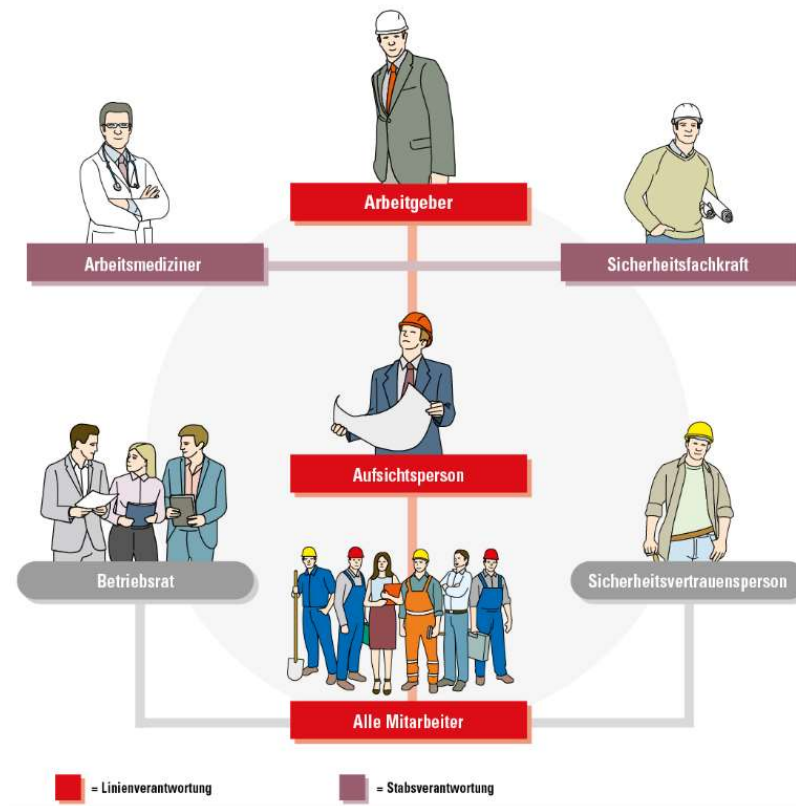 Arbeitgeber
Arbeitsmediziner
Sicherheitsfachkraft
Aufsichtsperson
Betriebsrat
Sicherheitsvertrauensperson
Alle Mitarbeiter
= Linienverantwortung
= Stabsverantwortung